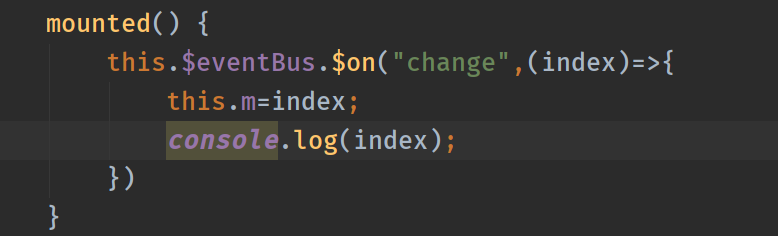 mounted() {
this.$eventBus.$on("change",(index)=>{
this.m=index;
console.log(index);
})
}